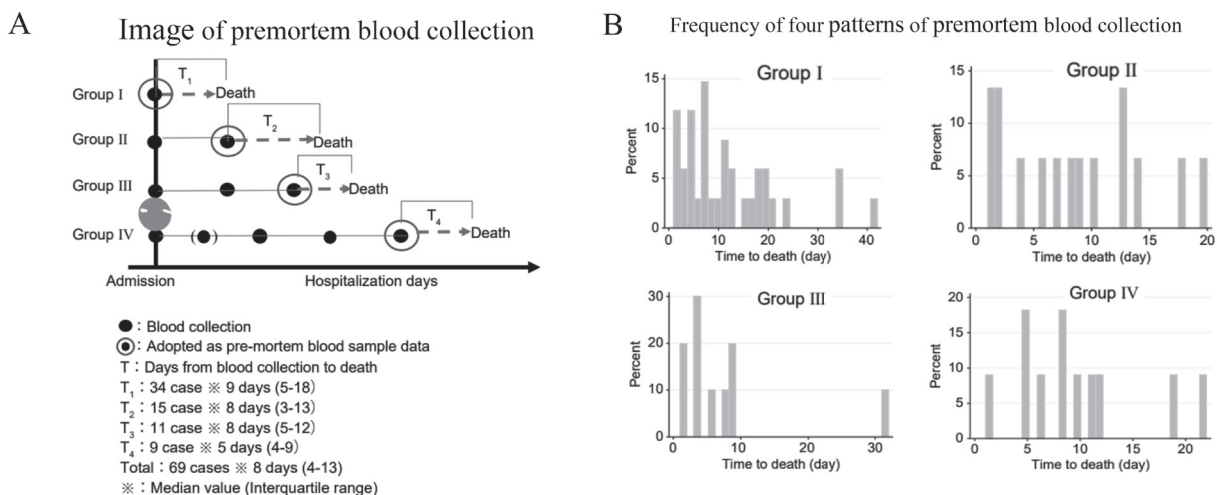 A
Image of premortem blood collection
Group I
T1
Death
Group II
T2
Death
Group III
T3
Death
Group IV
( )
T4
Death
Admission
Hospitalization days
: Blood collection
: Adopted as pre-mortem blood sample data
T : Days from blood collection to death
T1 : 34 case ※ 9 days (5-18)
T2 : 15 case ※ 8 days (3-13)
T3 : 11 case ※ 8 days (5-12)
T4 : 9 case ※ 5 days (4-9)
Total : 69 cases ※ 8 days (4-13)
※ : Median value (Interquartile range)
B
Frequency of four patterns of premortem blood collection
Group I
Percent
15
10
5
0
0 10 20 30 40
Time to death (day)
Group II
Percent
15
10
5
0
0 5 10 15 20
Time to death (day)
Group III
Percent
30
20
10
0
0 10 20 30
Time to death (day)
Group IV
Percent
20
15
10
5
0
0 5 10 15 20
Time to death (day)